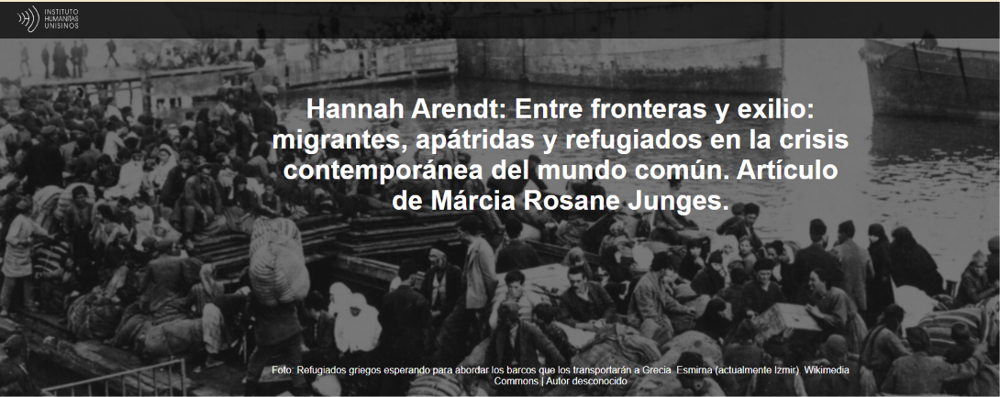 INSTITUTO
HUMANITAS
UNISINOS
Hannah Arendt: Entre fronteras y exilio:
migrantes, apátridas y refugiados en la crisis
contemporánea del mundo común. Artículo
de Márcia Rosane Junges.
Foto: Refugiados griegos esperando para abordar los barcos que los transportarán a Grecia. Esmirna (actualmente Izmir). Wikimedia
Commons | Autor desconocido